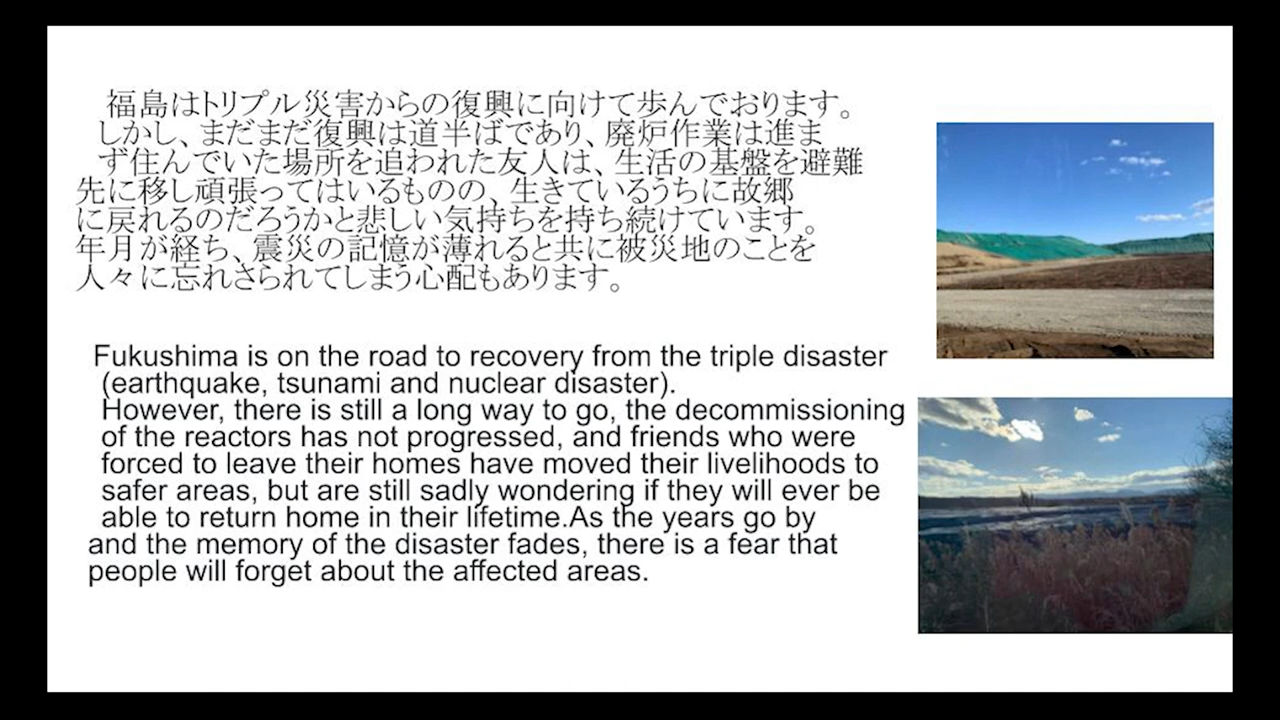 福島はトリプル災害からの復興に向けて歩んでおります。
しかし、まだまだ復興は道半ばであり、廃炉作業は進ま
ず住んでいた場所を追われた友人は、生活の基盤を避難
先に移し頑張ってはいるものの、生きているうちに故郷
に戻れるのだろうかと悲しい気持ちを持ち続けています。
年月が経ち、震災の記憶が薄れると共に被災地のことを
人々に忘れさられてしまう心配もあります。
Fukushima is on the road to recovery from the triple disaster
(earthquake, tsunami and nuclear disaster).
However, there is still a long way to go, the decommissioning
of the reactors has not progressed, and friends who were
forced to leave their homes have moved their livelihoods to
safer areas, but are still sadly wondering if they will ever be
able to return home in their lifetime.As the years go by
and the memory of the disaster fades, there is a fear that
people will forget about the affected areas.